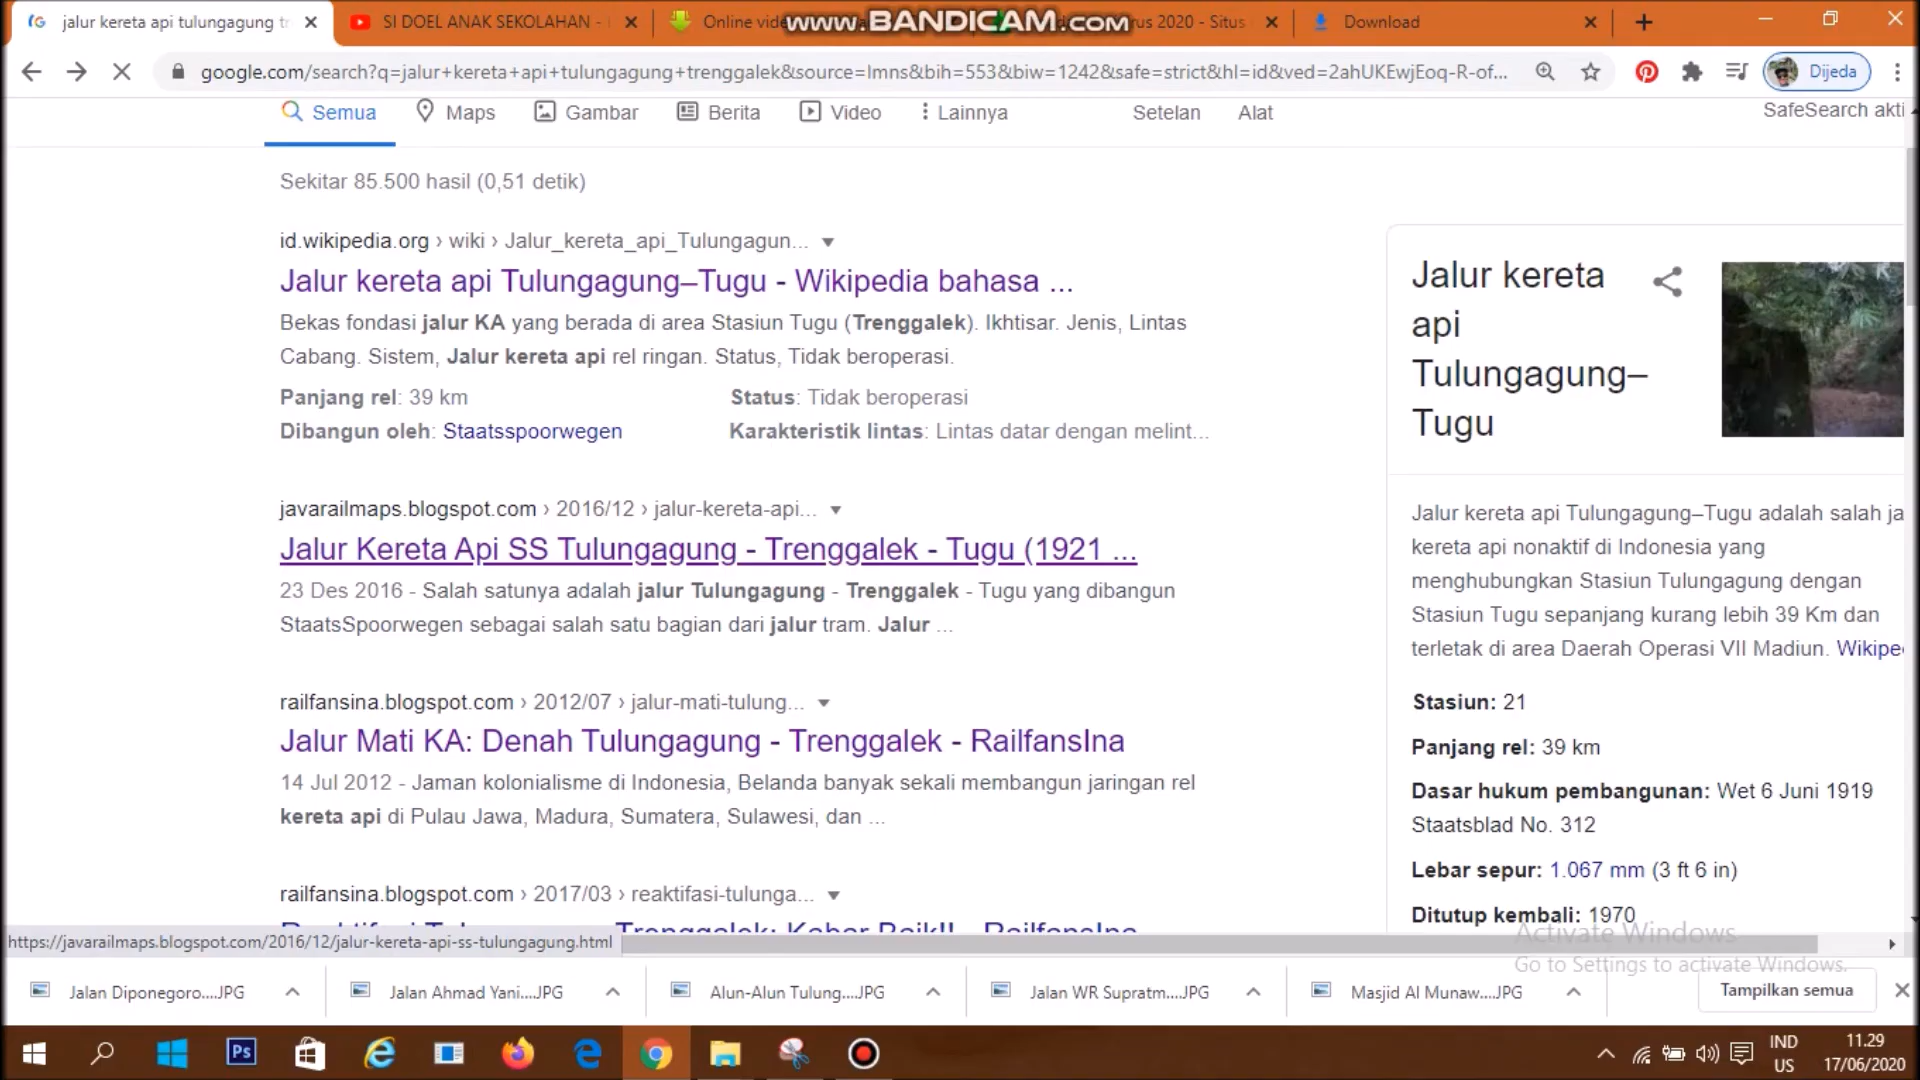 jalur kereta api tulungagung tr
SI DOEL ANAK SEKOLAHAN -
Online vide
www.BANDICAM.com
rus 2020 - Situs
Download
google.com/search?q=jalur+kereta+api+tulungagung+trenggalek&source=lmns&bih=553&biw=1242&safe=strict&hl=id&ved=2ahUKEwjEoq-R-of...
Dijeda
Semua
Maps
Gambar
Berita
Video
Lainnya
Setelan
Alat
SafeSearch akti
Sekitar 85.500 hasil (0,51 detik)
id.wikipedia.org › wiki › Jalur_kereta_api_Tulungagun...
Jalur kereta api Tulungagung–Tugu - Wikipedia bahasa ...
Bekas fondasi jalur KA yang berada di area Stasiun Tugu (Trenggalek). Ikhtisar. Jenis, Lintas
Cabang. Sistem, Jalur kereta api rel ringan. Status, Tidak beroperasi.
Panjang rel: 39 km
Status: Tidak beroperasi
Dibangun oleh: Staatsspoorwegen
Karakteristik lintas: Lintas datar dengan melint...
javarailmaps.blogspot.com › 2016/12 › jalur-kereta-api...
Jalur Kereta Api SS Tulungagung - Trenggalek - Tugu (1921 ...
23 Des 2016 - Salah satunya adalah jalur Tulungagung - Trenggalek - Tugu yang dibangun
StaatsSpoorwegen sebagai salah satu bagian dari jalur tram. Jalur ...
railfansina.blogspot.com › 2012/07 › jalur-mati-tulung...
Jalur Mati KA: Denah Tulungagung - Trenggalek - RailfansIna
14 Jul 2012 - Jaman kolonialisme di Indonesia, Belanda banyak sekali membangun jaringan rel
kereta api di Pulau Jawa, Madura, Sumatera, Sulawesi, dan ...
railfansina.blogspot.com › 2017/03 › reaktifasi-tulunga...
Trenggalek: Kabar Baik!! - RailfansIna
Jalur kereta
api
Tulungagung–
Tugu
Jalur kereta api Tulungagung–Tugu adalah salah ja
kereta api nonaktif di Indonesia yang
menghubungkan Stasiun Tulungagung dengan
Stasiun Tugu sepanjang kurang lebih 39 Km dan
terletak di area Daerah Operasi VII Madiun. Wikipe
Stasiun: 21
Panjang rel: 39 km
Dasar hukum pembangunan: Wet 6 Juni 1919
Staatsblad No. 312
Lebar sepur: 1.067 mm (3 ft 6 in)
Ditutup kembali: 1970
Activate Windows
Go to Settings to activate Windows.
https://javarailmaps.blogspot.com/2016/12/jalur-kereta-api-ss-tulungagung.html
Jalan Diponegoro....JPG
Jalan Ahmad Yani....JPG
Alun-Alun Tulung....JPG
Jalan WR Supratm....JPG
Masjid Al Munaw....JPG
Tampilkan semua
Ps
IND
US
11.29
17/06/2020